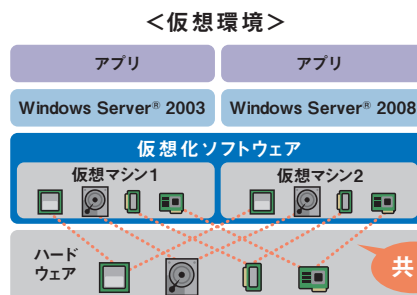 ＜仮想環境＞
アプリ アプリ
Windows Server® 2003 Windows Server® 2008
仮想化ソフトウェア
仮想マシン1 仮想マシン2
ハード
ウェア
共